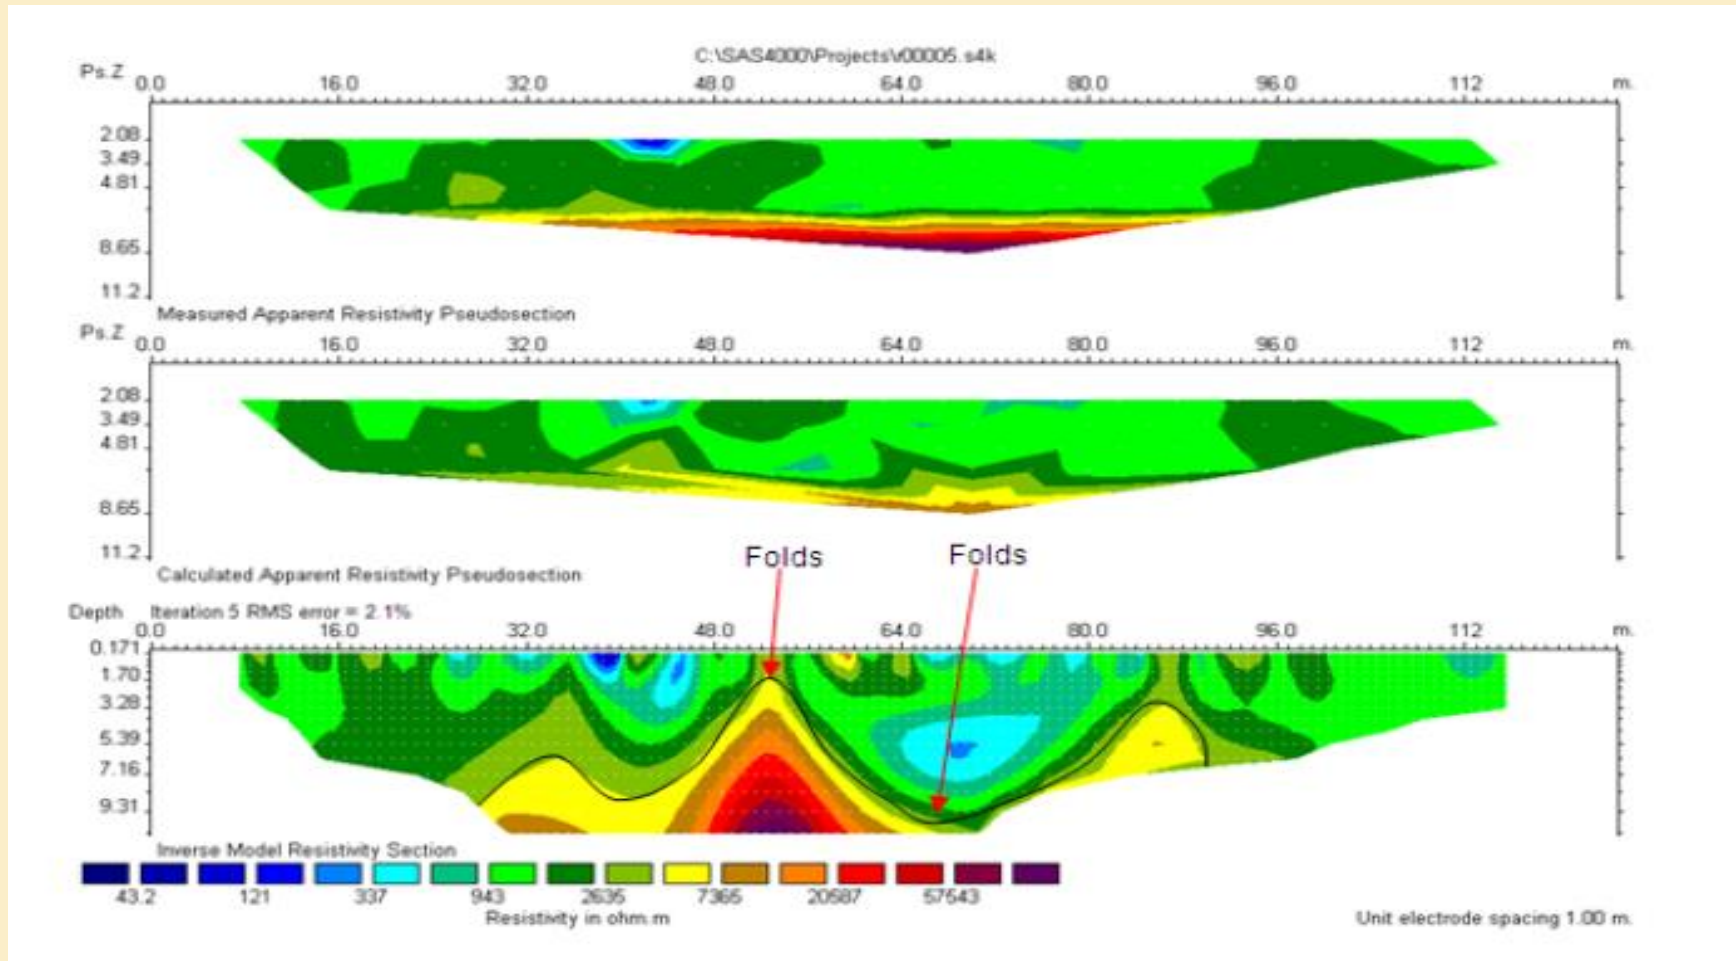 C:\SAS4000\Projects\v00005.s4k
Ps.Z 0.0 16.0 32.0 48.0 64.0 80.0 96.0 112 m.
2.08
3.49
4.81
8.65
11.2
Measured Apparent Resistivity Pseudosection
Ps.Z 0.0 16.0 32.0 48.0 64.0 80.0 96.0 112 m.
2.08
3.49
4.81
8.65
11.2
Folds Folds
Calculated Apparent Resistivity Pseudosection
Depth Iteration 5 RMS error = 2.1%
0.0 16.0 32.0 48.0 64.0 80.0 96.0 112 m.
0.171
1.70
3.28
5.39
7.16
9.31
Inverse Model Resistivity Section
43.2 121 337 943 2635 7365 20587 57543
Resistivity in ohm.m Unit electrode spacing 1.00 m.